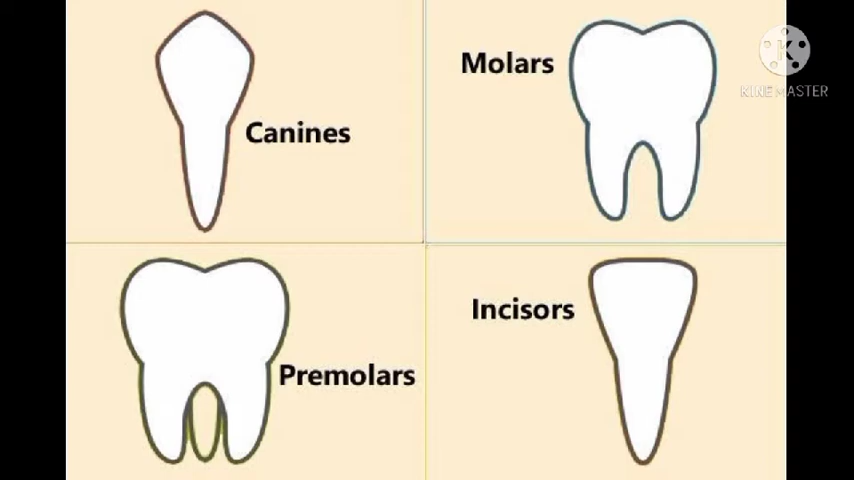 Canines
Molars
KINEMASTER
Premolars
Incisors